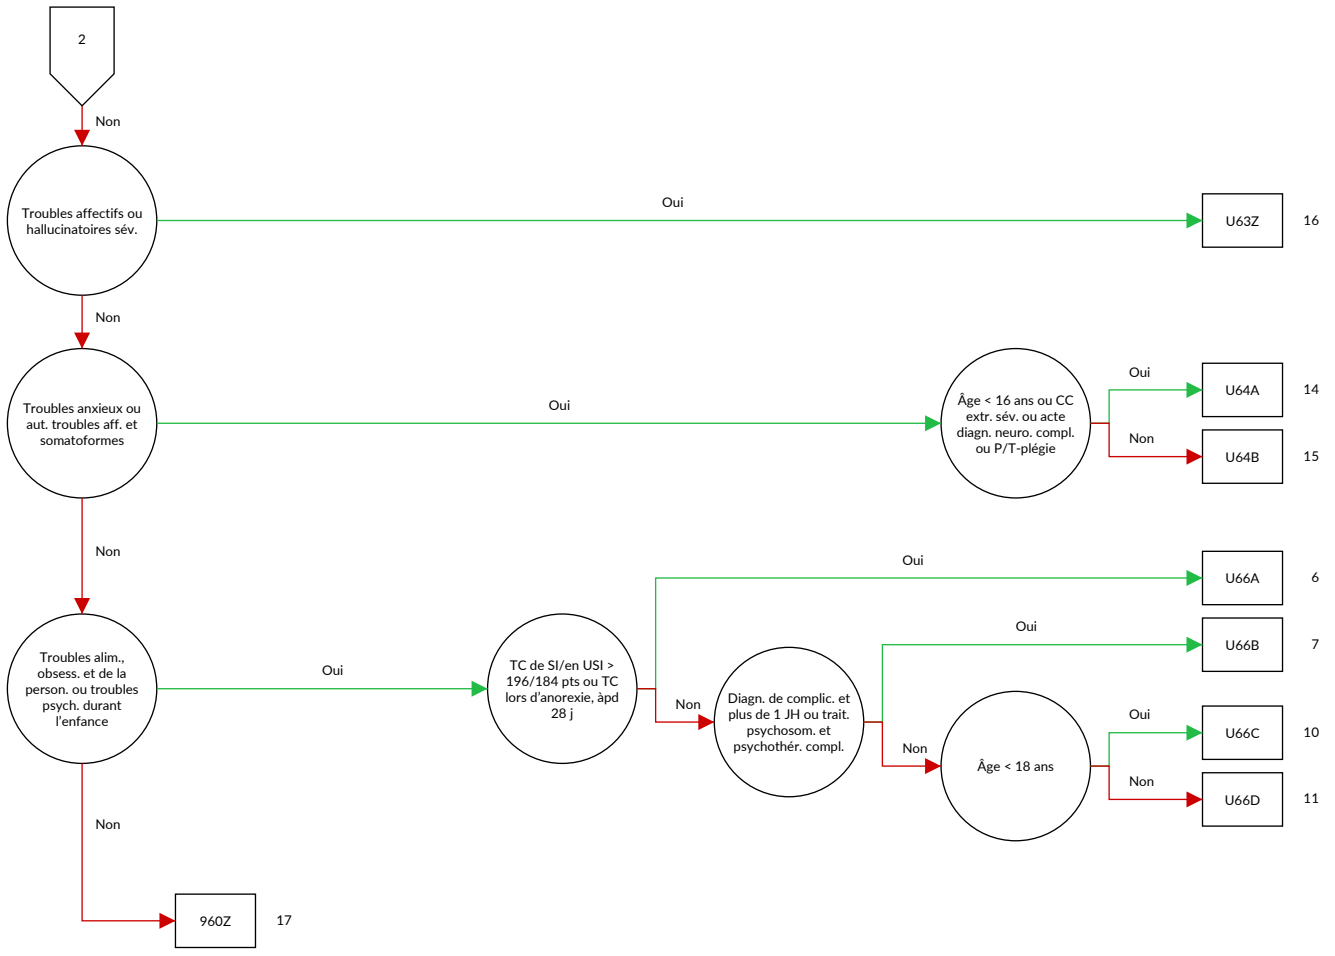 2
Non
Troubles affectifs ou
hallucinatoires sév.
Oui
U63Z
16
Non
Troubles anxieux ou
aut. troubles aff. et
somatoformes
Oui
Âge < 16 ans ou CC
extr. sév. ou acte
diagn. neuro. compl.
ou P/T-plégie
Oui
U64A
14
Non
U64B
15
Non
Troubles alim.,
obsess. et de la
person. ou troubles
psych. durant
l'enfance
Oui
TC de SI/en USI >
196/184 pts ou TC
lors d'anorexie, àpd
28 j
Oui
U66A
6
Non
Diagn. de complic. et
plus de 1 JH ou trait.
psychosom. et
psychothér. compl.
Oui
U66B
7
Non
Âge < 18 ans
Oui
U66C
10
Non
U66D
11
Non
960Z
17